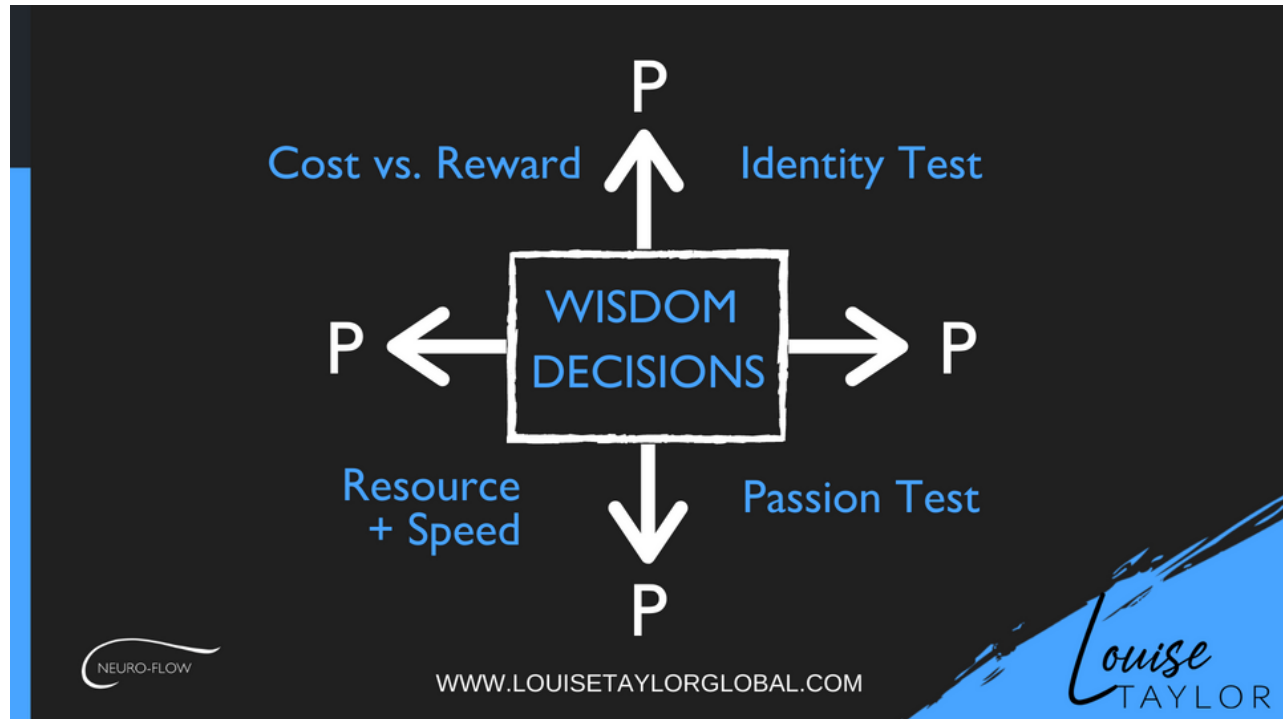 P
Cost vs. Reward
Identity Test
WISDOM
DECISIONS
P
P
Resource
+ Speed
Passion Test
P
NEURO-FLOW
WWW.LOUISETAYLORGLOBAL.COM
Louise
TAYLOR